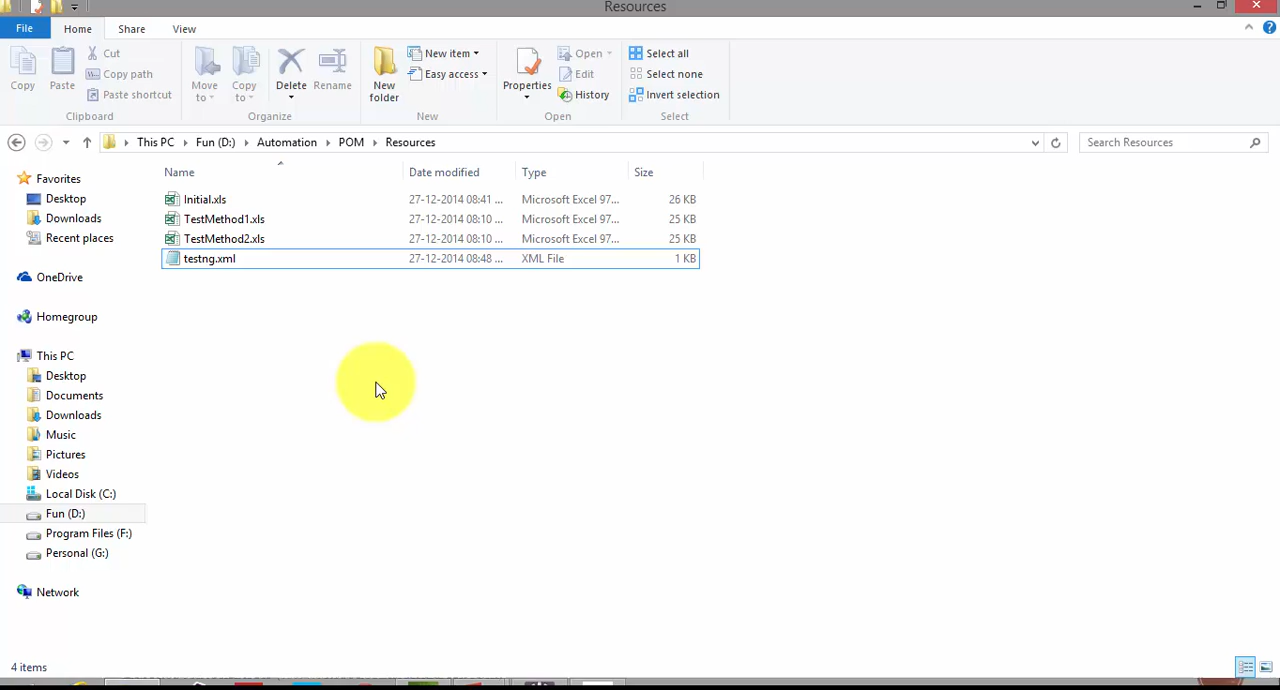 Resources
File Home Share View
Copy
Paste
Cut
Copy path
Paste shortcut
Clipboard
Move to
Copy to
Delete
Rename
Organize
New folder
New item
Easy access
New
Properties
Open
Edit
History
Open
Select all
Select none
Invert selection
Select
This PC Fun (D:) Automation POM Resources
Search Resources
Name Date modified Type Size
Initial.xls 27-12-2014 08:41 ... Microsoft Excel 97... 26 KB
TestMethod1.xls 27-12-2014 08:10 ... Microsoft Excel 97... 25 KB
TestMethod2.xls 27-12-2014 08:10 ... Microsoft Excel 97... 25 KB
testng.xml 27-12-2014 08:48 ... XML File 1 KB
Favorites
Desktop
Downloads
Recent places
OneDrive
Homegroup
This PC
Desktop
Documents
Downloads
Music
Pictures
Videos
Local Disk (C:)
Fun (D:)
Program Files (F:)
Personal (G:)
Network
4 items